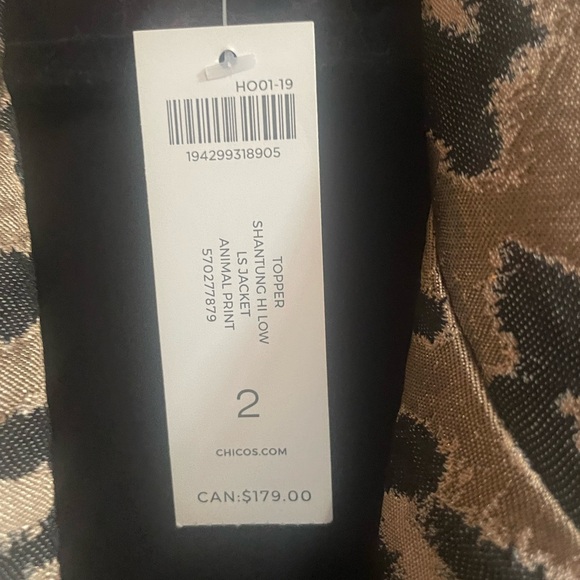 HO01-19
194299318905
TOPPER
SHANTUNG HI LOW
LS JACKET
ANIMAL PRINT
570277879
2
CHICOS.COM
CAN:$179.00